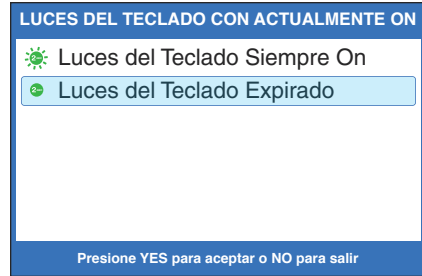 LUCES DEL TECLADO CON ACTUALMENTE ON
Luces del Teclado Siempre On
Luces del Teclado Expirado
Presione YES para aceptar o NO para salir